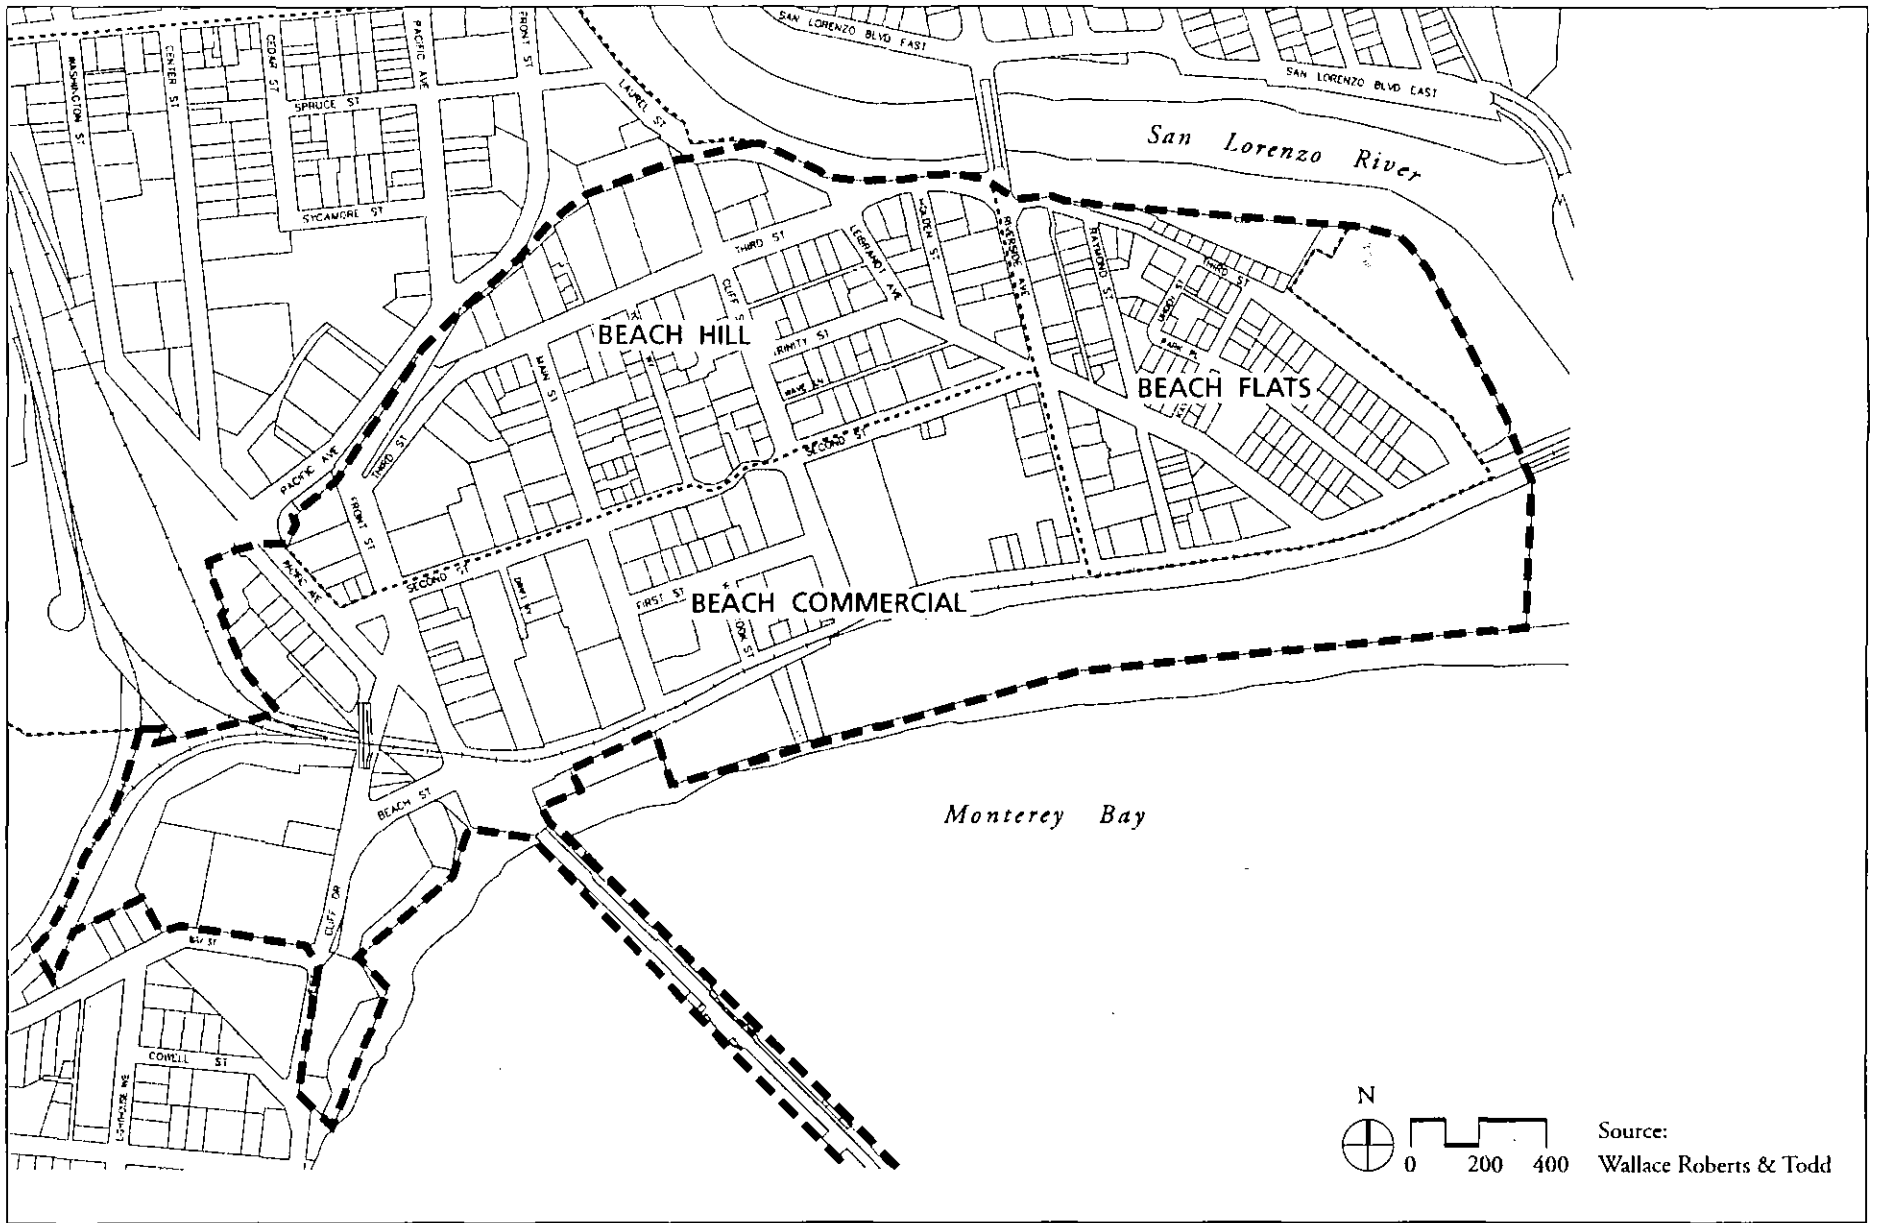 SAN LORENZO BLVD EAST
FRONT ST
PACIFIC AVE
CEDAR ST
CENTER ST
WASHINGTON ST
SPRUCE ST
LAUREL ST
SAN LORENZO BLVD EAST
San Lorenzo River
SYCAMORE ST
THIRD ST
LEIBRANDT AVE
RIVERSIDE AVE
RAYMOND ST
THIRD ST
CLIFF
BEACH HILL
TRINITY ST
PARK PL
MAIN ST
BEACH FLATS
SECOND ST
PACIFIC AVE
THIRD ST
FRONT ST
SECOND ST
PACIFIC AVE
FIRST ST
BEACH COMMERCIAL
BEACH ST
Monterey Bay
CLIFF DR
BAY ST
COWELL ST
LIGHTHOUSE AVE
N
0 200 400
Source:
Wallace Roberts & Todd